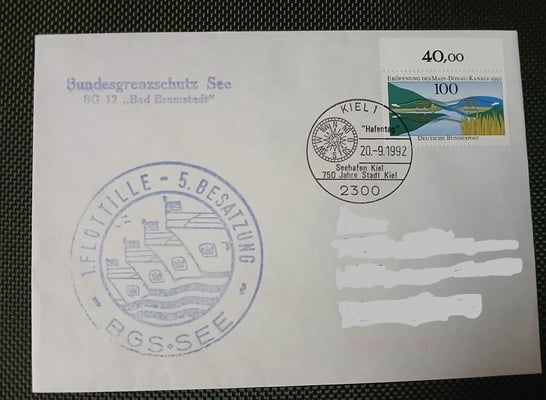 40,00
ERÖFFNUNG DES MAIN-DONAU-KANALS 1992
100
DEUTSCHE BUNDESPOST
Bundesgrenzschutz See
BG 12 „Bad Bramstedt"
KIEL 1
"Hafentag"
20.-9.1992
Seehafen Kiel
750 Jahre Stadt Kiel
2300
1. FLOTTILLE - 5. BESATZUNG
BGS-SEE